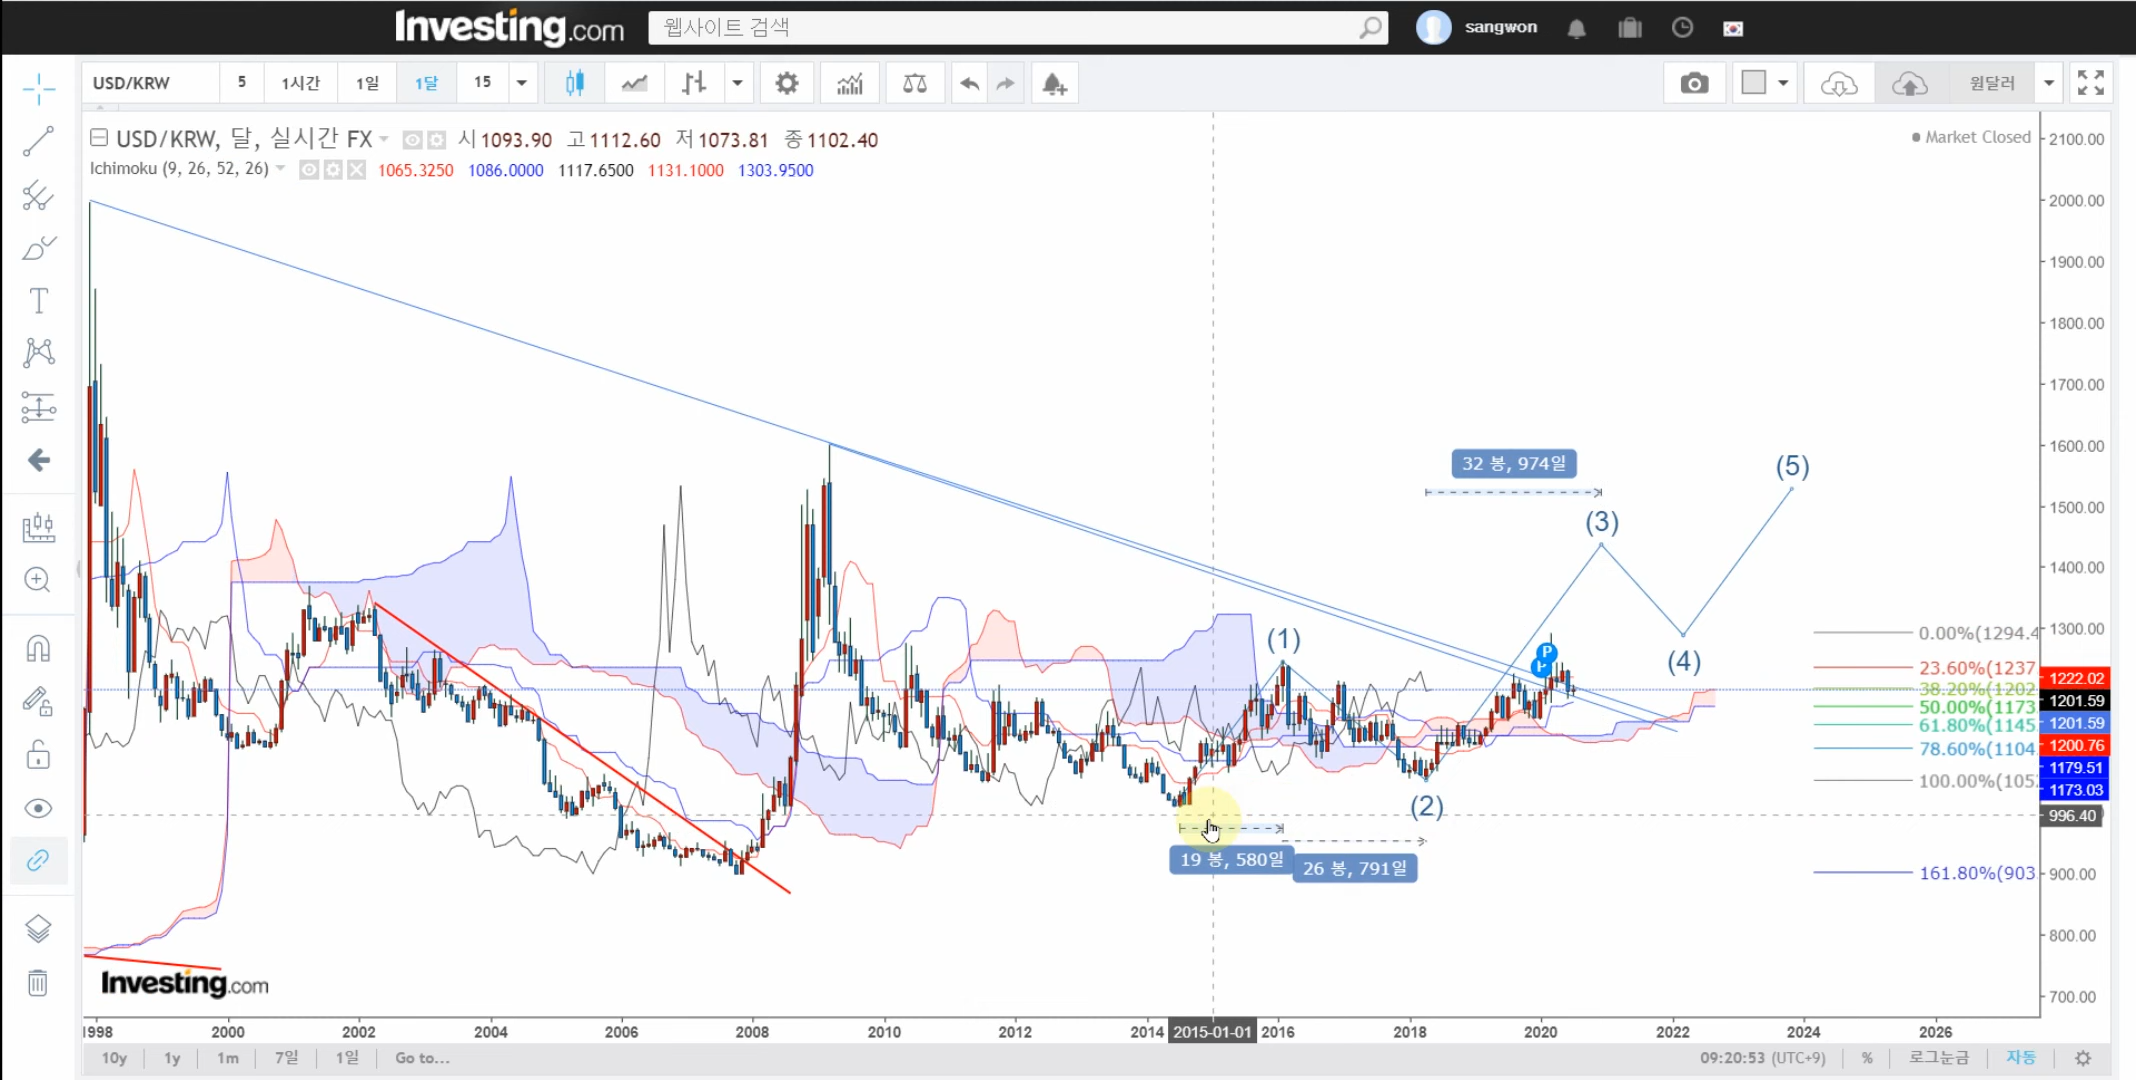 Investing.com
웹사이트 검색
sangwon
USD/KRW
5
1시간
1일
1달
15
원달러
USD/KRW, 달, 실시간 FX
시 1093.90 고 1112.60 저 1073.81 종 1102.40
Market Closed
Ichimoku (9, 26, 52, 26)
1065.3250 1086.0000 1117.6500 1131.1000 1303.9500
2100.00
2000.00
1900.00
1800.00
1700.00
1600.00
1500.00
1400.00
1300.00
1222.02
1201.59
1201.59
1200.76
1179.51
1173.03
996.40
900.00
800.00
700.00
32 봉, 974일
(5)
(3)
(1)
(4)
(2)
P
19 봉, 580일
26 봉, 791일
0.00%(1294.4
23.60%(1237
38.20%(1202
50.00%(1173
61.80%(1145
78.60%(1104
100.00%(105
161.80%(903
Investing.com
1998 2000 2002 2004 2006 2008 2010 2012 2014 2015-01-01 2016 2018 2020 2022 2024 2026
10y 1y 1m 7일 1일 Go to...
09:20:53 (UTC+9) % 로그눈금 자동